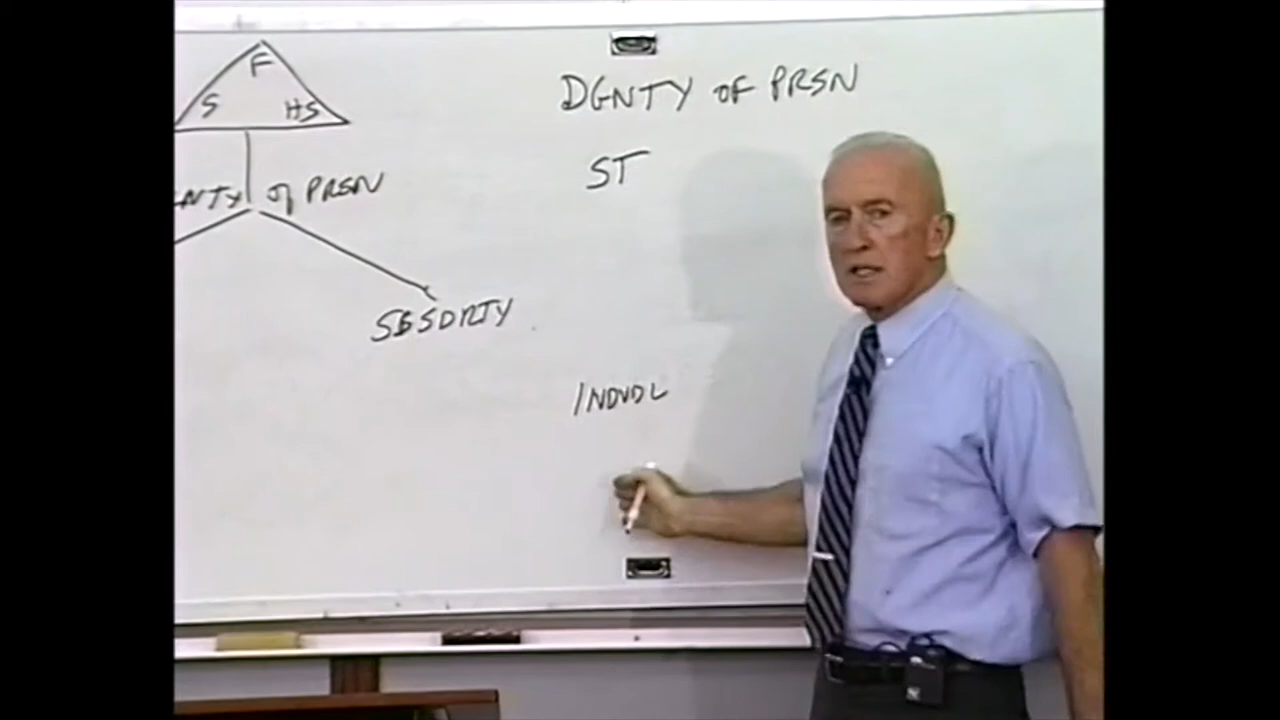 F
S HS
NTY of PRSN
SBSDRTY
DGNTY OF PRSN
ST
INDVDL